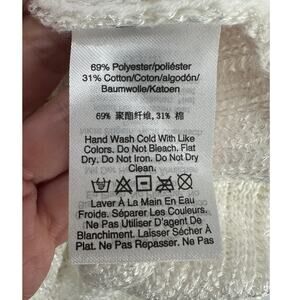 69% Polyester/poliéster
31% Cotton/Coton/algodón/
Baumwolle/Katoen
69% 聚酯纤维, 31% 棉
Hand Wash Cold With Like
Colors. Do Not Bleach. Flat
Dry. Do Not Iron. Do Not Dry
Clean.
Laver À La Main En Eau
Froide. Séparer Les Couleurs.
Ne Pas Utiliser D'Agent De
Blanchiment. Laisser Sécher À
Plat. Ne Pas Repasser. Ne Pas